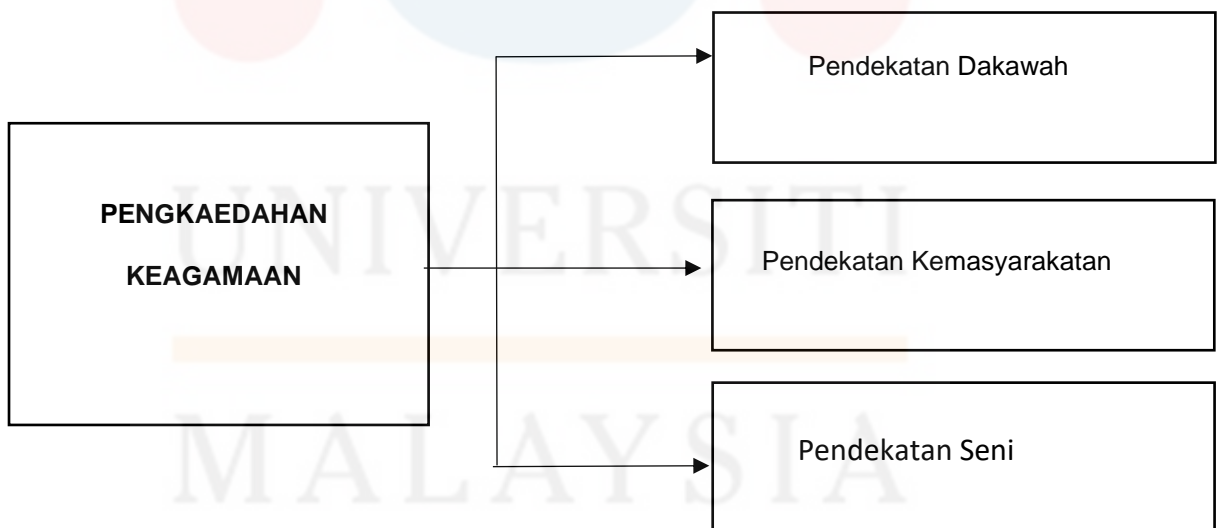 Pendekatan Dakawah
PENGKAEDAHAN
KEAGAMAAN
Pendekatan Kemasyarakatan
Pendekatan Seni
UNIVERSITI
MALAYSIA